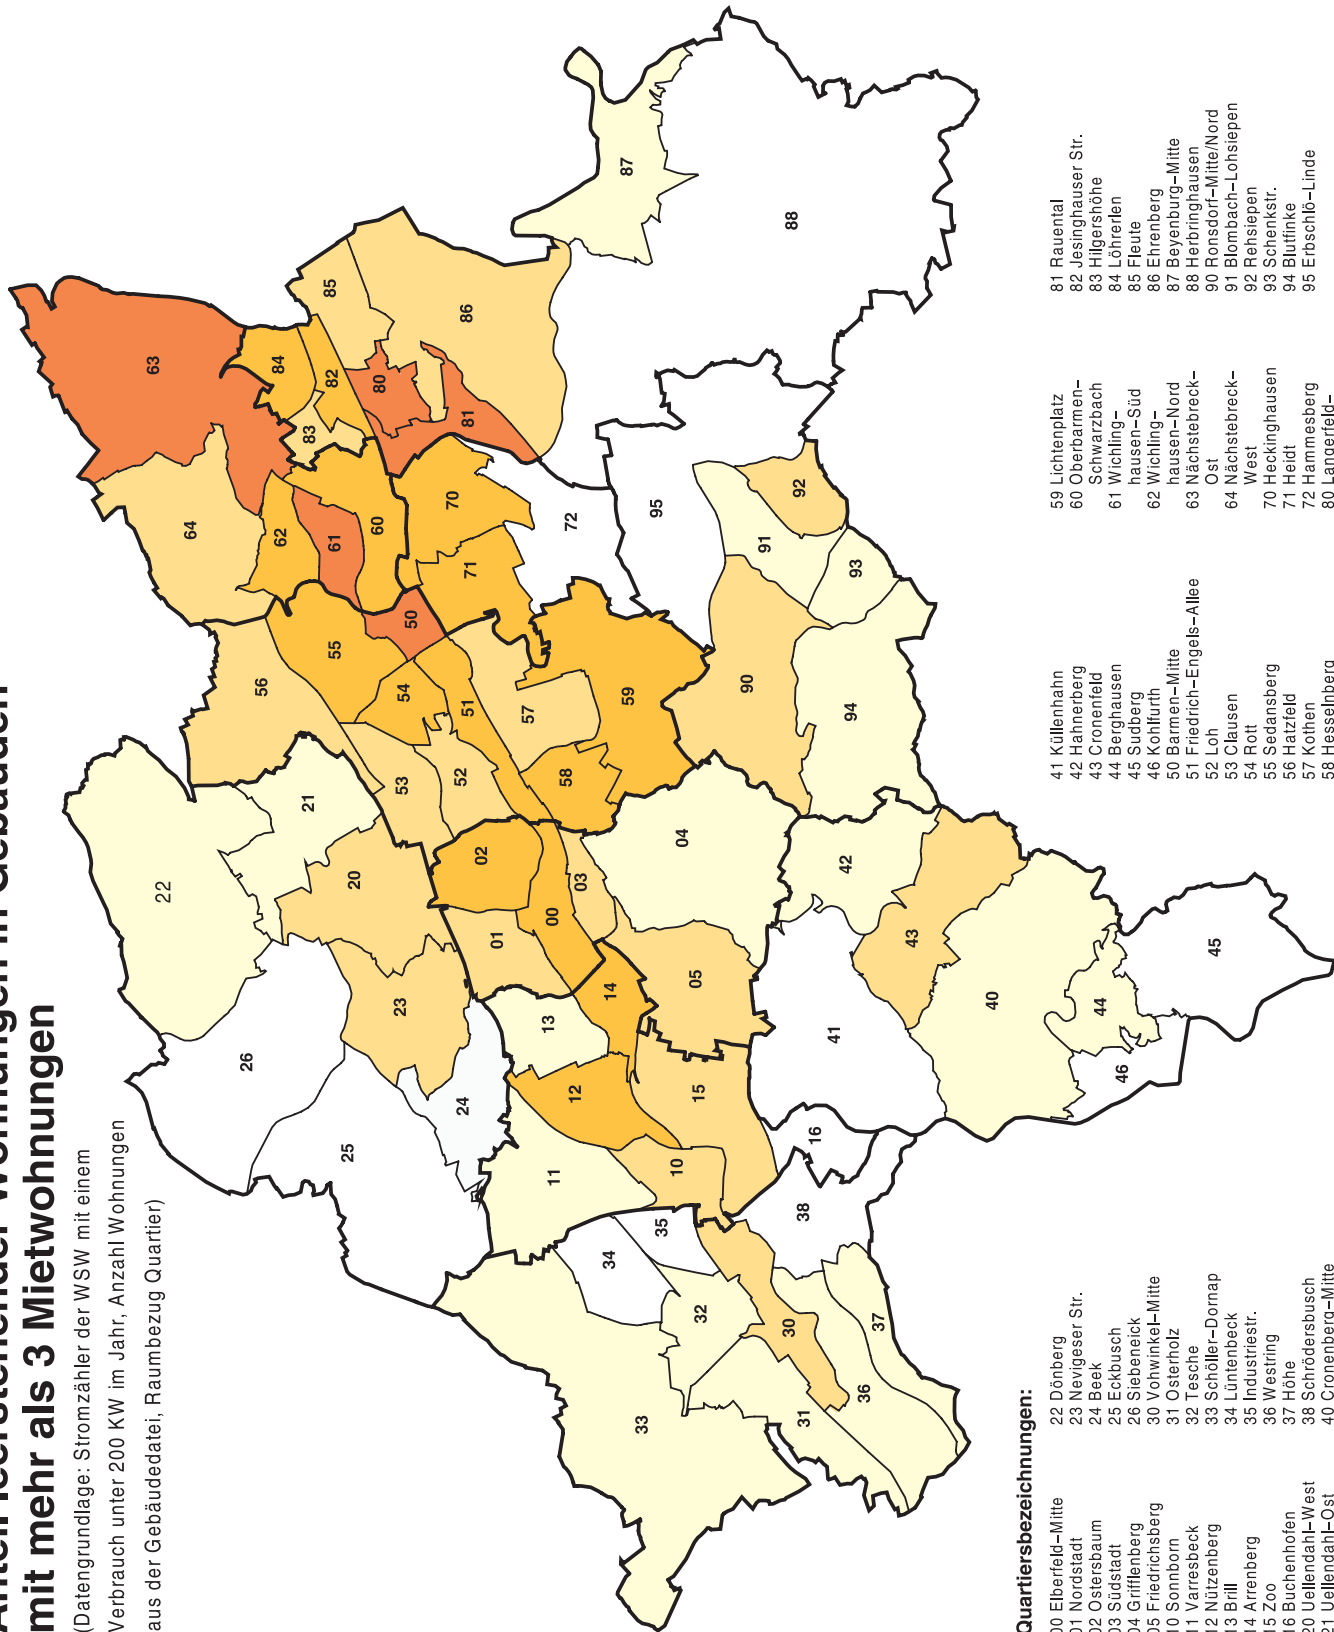 Anteil leerstehender Wohnungen in Gebäuden
mit mehr als 3 Mietwohnungen
(Datengrundlage: Stromzähler der WSW mit einem
Verbrauch unter 200 KW im Jahr, Anzahl Wohnungen
aus der Gebäudedatei, Raumbezug Quartier)
63
84
85
82
83
80
81
86
87
88
64
62
61
60
70
71
72
95
92
91
93
56
55
54
50
51
57
59
58
90
94
53
52
22
21
20
23
26
25
24
02
01
00
03
04
05
14
13
12
11
10
15
16
42
43
41
40
44
45
46
38
35
34
32
33
30
31
36
37
Quartiersbezeichnungen:
00 Elberfeld-Mitte
01 Nordstadt
02 Ostersbaum
03 Südstadt
04 Grifflenberg
05 Friedrichsberg
10 Sonnborn
11 Varresbeck
12 Nützenberg
13 Brill
14 Arrenberg
15 Zoo
16 Buchenhofen
20 Uellendahl-West
21 Uellendahl-Ost
22 Dönberg
23 Nevigeser Str.
24 Beek
25 Eckbusch
26 Siebeneick
30 Vohwinkel-Mitte
31 Osterholz
32 Tesche
33 Schöller-Dornap
34 Lüntenbeck
35 Industriestr.
36 Westring
37 Höhe
38 Schrödersbusch
40 Cronenberg-Mitte
41 Küllenhahn
42 Hahnerberg
43 Cronenfeld
44 Berghausen
45 Sudberg
46 Kohlfurth
50 Barmen-Mitte
51 Friedrich-Engels-Allee
52 Loh
53 Clausen
54 Rott
55 Sedansberg
56 Hatzfeld
57 Kothen
58 Hesselnberg
59 Lichtenplatz
60 Oberbarmen-
Schwarzbach
61 Wichling-
hausen-Süd
62 Wichling-
hausen-Nord
63 Nächstebreck-
Ost
64 Nächstebreck-
West
70 Heckinghausen
71 Heidt
72 Hammesberg
80 Langerfeld-
81 Rauental
82 Jesinghauser Str.
83 Hilgershöhe
84 Löhrerlen
85 Fleute
86 Ehrenberg
87 Beyenburg-Mitte
88 Herbringhausen
90 Ronsdorf-Mitte/Nord
91 Blombach-Lohsiepen
92 Rehsiepen
93 Schenkstr.
94 Blutfinke
95 Erbschlö-Linde